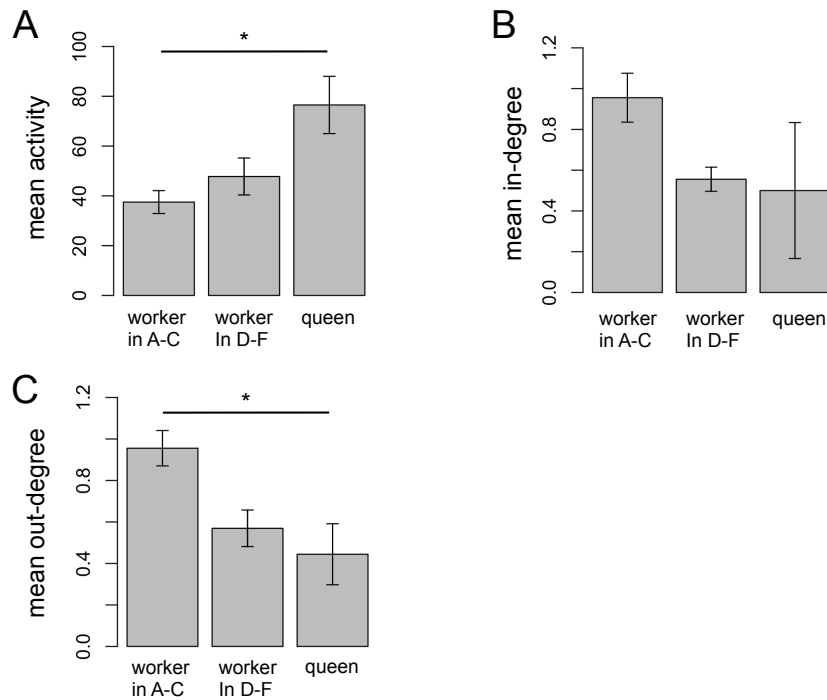 A
mean activity
100
80
60
40
20
0
*
worker
in A-C
worker
In D-F
queen
B
mean in-degree
1.2
0.8
0.4
0.0
worker
in A-C
worker
In D-F
queen
C
mean out-degree
1.2
0.8
0.4
0.0
*
worker
in A-C
worker
In D-F
queen